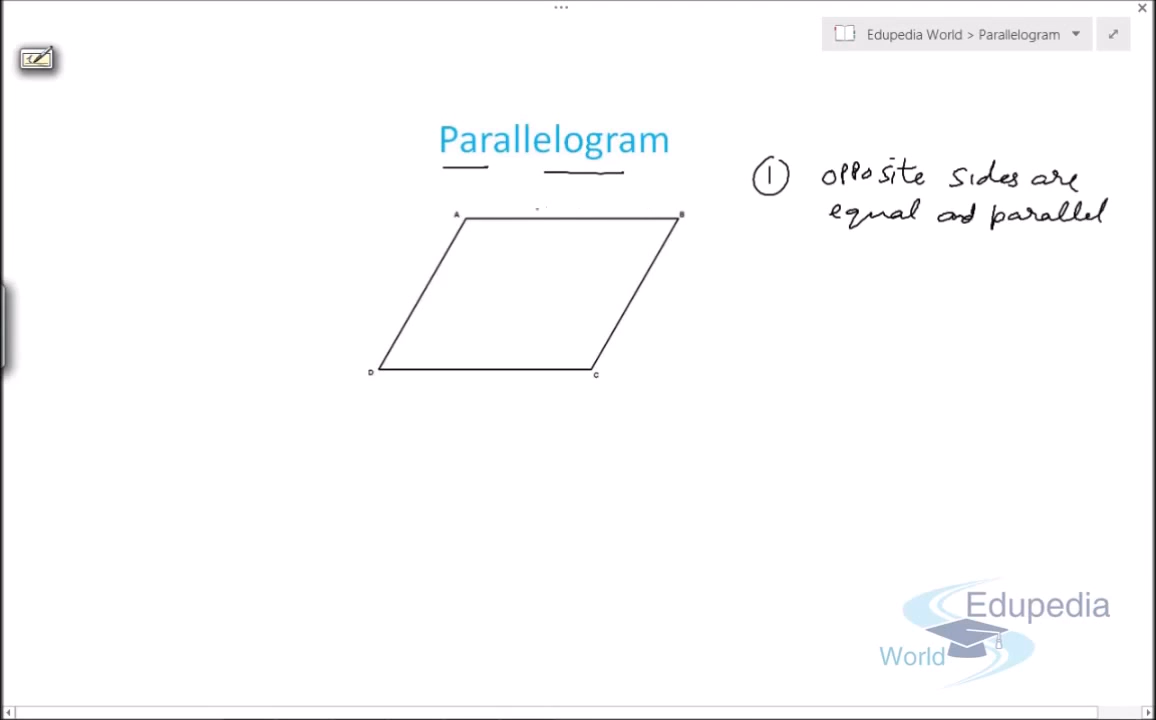 ...
Edupedia World > Parallelogram
Parallelogram
① opposite sides are
equal and parallel
A
B
D
C
Edupedia
World